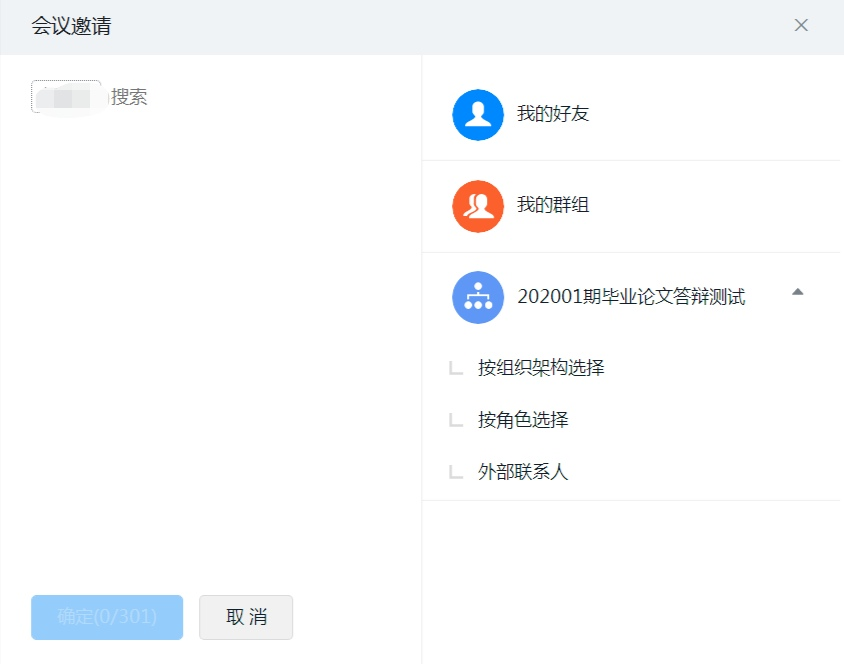 会议邀请
搜索
我的好友
我的群组
202001期毕业论文答辩测试
按组织架构选择
按角色选择
外部联系人
确定(0/301)
取 消